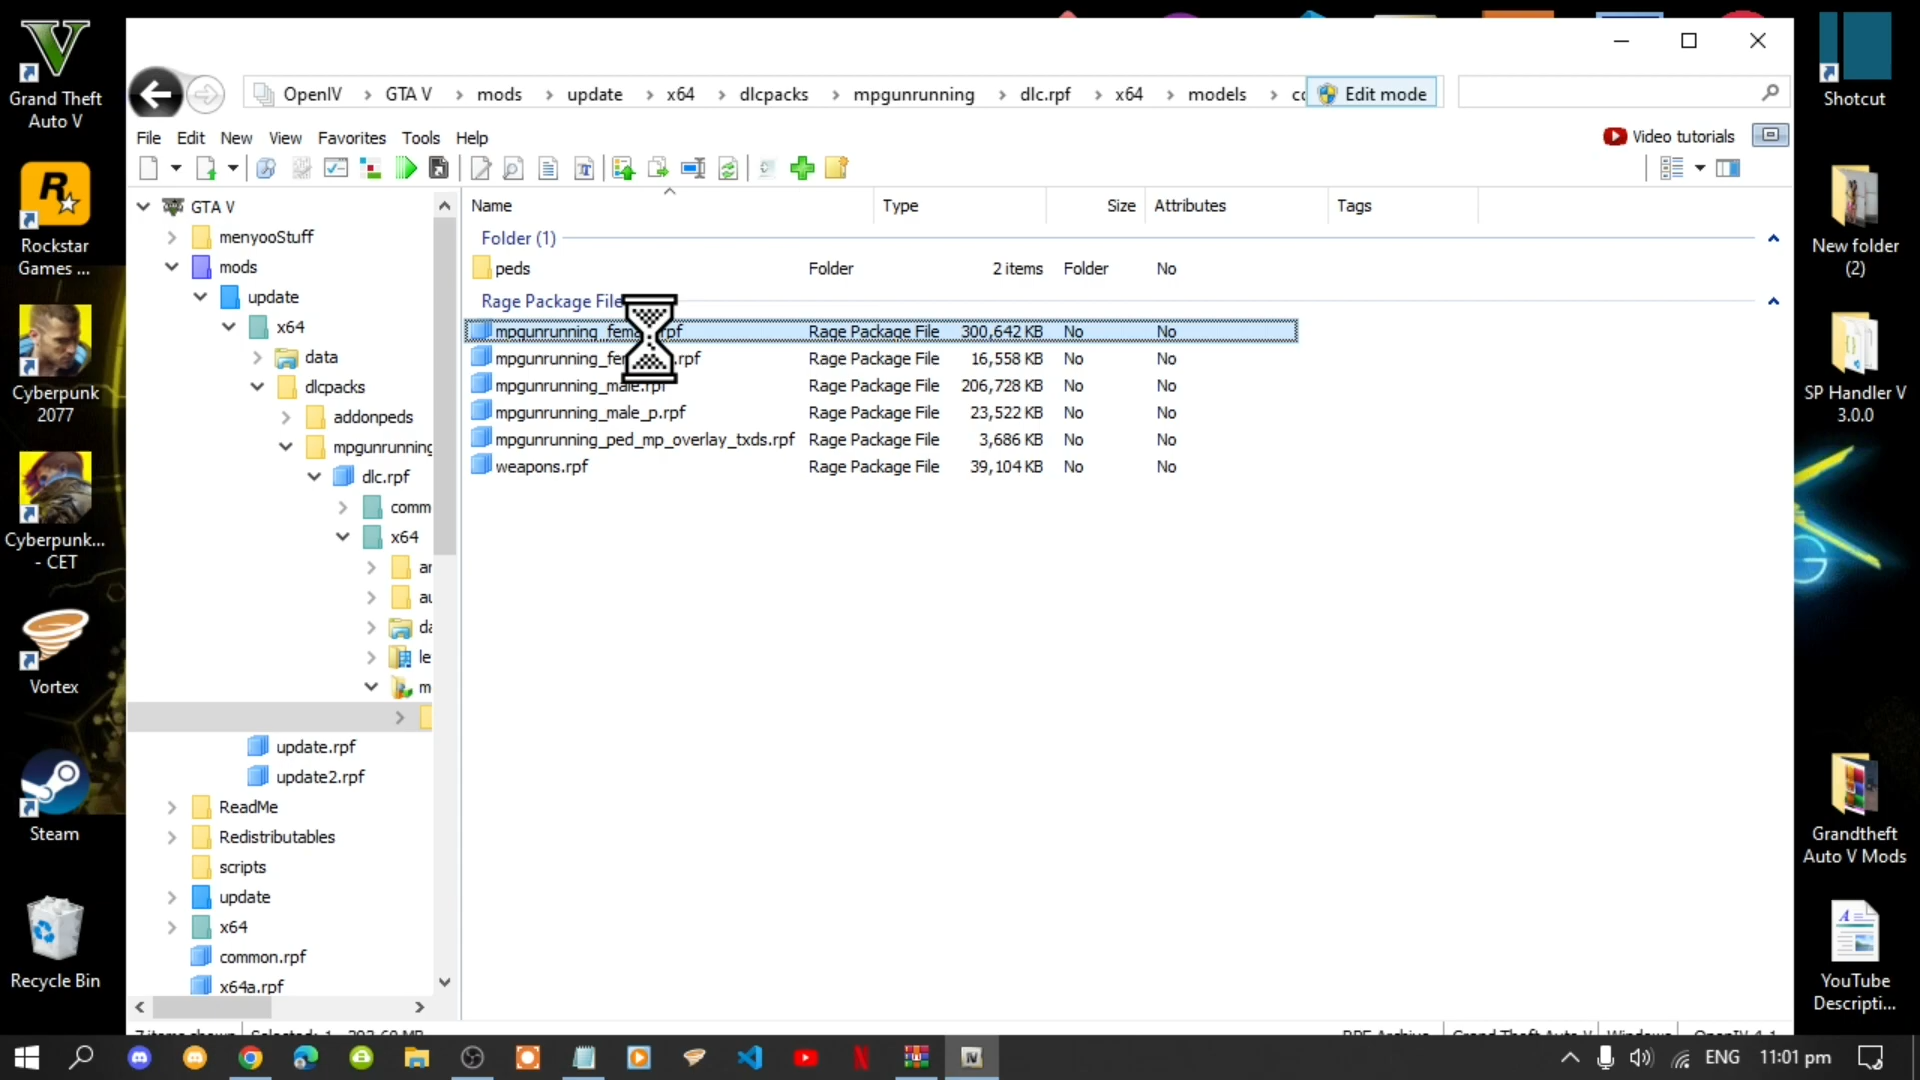 Grand Theft
Auto V
Rockstar
Games ...
Cyberpunk
2077
Cyberpunk...
- CET
Vortex
Steam
Recycle Bin
OpenIV
GTA V
mods
update
x64
dlcpacks
mpgunrunning
dlc.rpf
x64
models
Edit mode
File Edit New View Favorites Tools Help
Video tutorials
GTA V
menyooStuff
mods
update
x64
data
dlcpacks
addonpeds
mpgunrunning
dlc.rpf
comm
x64
m
update.rpf
update2.rpf
ReadMe
Redistributables
scripts
update
x64
common.rpf
x64a.rpf
Name Type Size Attributes Tags
Folder (1)
peds Folder 2 items Folder No
Rage Package File
Rage Package File 300,642 KB No No
Rage Package File 16,558 KB No No
mpgunrunning_male.rpf Rage Package File 206,728 KB No No
mpgunrunning_male_p.rpf Rage Package File 23,522 KB No No
mpgunrunning_ped_mp_overlay_txds.rpf Rage Package File 3,686 KB No No
weapons.rpf Rage Package File 39,104 KB No No
Shotcut
New folder
(2)
SP Handler V
3.0.0
Grandtheft
Auto V Mods
YouTube
Descripti...
ENG 11:01 pm